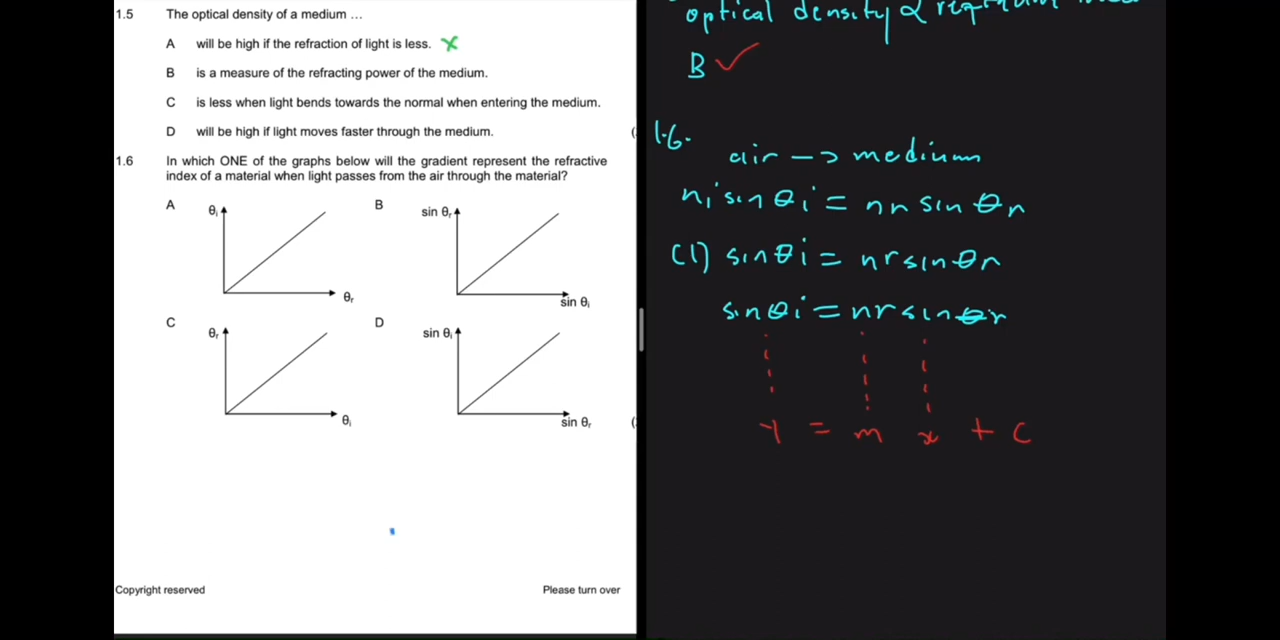 1.5 The optical density of a medium …
A will be high if the refraction of light is less. X
B is a measure of the refracting power of the medium.
C is less when light bends towards the normal when entering the medium.
D will be high if light moves faster through the medium. (
1.6 In which ONE of the graphs below will the gradient represent the refractive
index of a material when light passes from the air through the material?
A θi θr
B sin θr sin θi
C θr θi
D sin θi sin θr (
Copyright reserved Please turn over
optical density ∝
B ✓
1.6.
air → medium
ni sin θi = nr sin θr
(1) sin θi = nr sin θr
sin θi = nr sin θr
y = m x + c